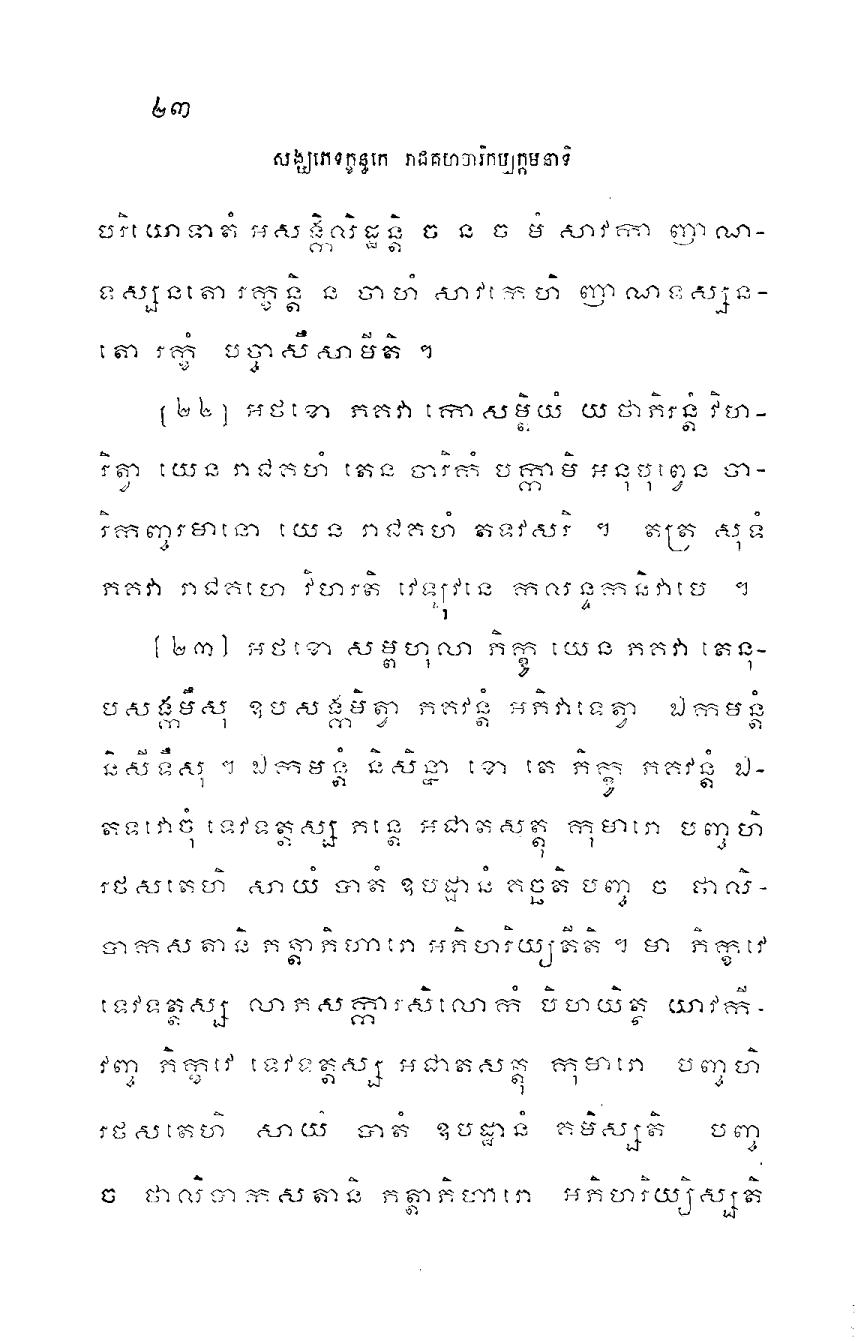 ២៣
សង្ឃភេទក្ខន្ធកេ រាជគហចារិកប្បក្កមនាទិ
បរិយោទាតំ អសង្កិលិដ្ឋន្តិ ច ន ច មំ សាវកា ញាណ-
ទស្សនតោ រក្ខន្តិ ន ចាហំ សាវកេហិ ញាណទស្សន-
តោ រក្ខំ បច្ចាសឹសាមីតិ ។
[២២] អថខោ ភគវា កោសម្ពិយំ យថាភិរន្តំ វិហ-
រិត្វា យេន រាជគហំ តេន ចារិកំ បក្កាមិ អនុបុព្វេន ចា-
រិកញ្ចរមានោ យេន រាជគហំ តទវសរិ ។ តត្រ សុទំ
ភគវា រាជគហេ វិហរតិ វេឡុវនេ កលន្ទកនិវាបេ ។
[២៣] អថខោ សម្ពហុលា ភិក្ខូ យេន ភគវា តេនុ-
បសង្កមឹសុ ឧបសង្កមិត្វា ភគវន្តំ អភិវាទេត្វា ឯកមន្តំ
និសីទឹសុ ។ ឯកមន្តំ និសិន្នា ខោ តេ ភិក្ខូ ភគវន្តំ ឯ-
តទវោចុំ ទេវទត្តស្ស ភន្តេ អជាតសត្តុ កុមារោ បញ្ចហិ
រថសតេហិ សាយំ បាតំ ឧបដ្ឋានំ គច្ឆតិ បញ្ច ច ថាលិ-
បាកសតានិ ភត្តាភិហារោ អភិហរិយ្យតីតិ ។ មា ភិក្ខវេ
ទេវទត្តស្ស លាភសក្ការសិលោកំ បិហយិត្ថ យាវកី-
វញ្ច ភិក្ខវេ ទេវទត្តស្ស អជាតសត្តុ កុមារោ បញ្ចហិ
រថសតេហិ សាយំ បាតំ ឧបដ្ឋានំ គមិស្សតិ បញ្ច
ច ថាលិបាកសតានិ ភត្តាភិហារោ អភិហរិយ្យិស្សតិ